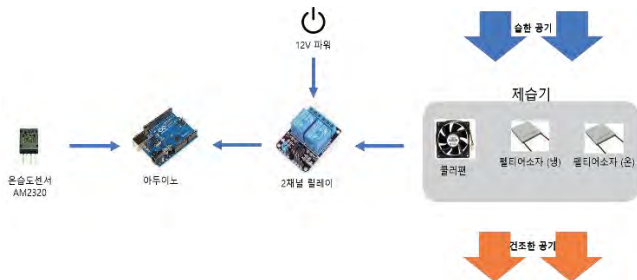 습한 공기
12V 파워
제습기
온습도센서
AM2320
아두이노
2채널 릴레이
쿨러팬
펠티어소자 (냉)
펠티어소자 (온)
건조한 공기